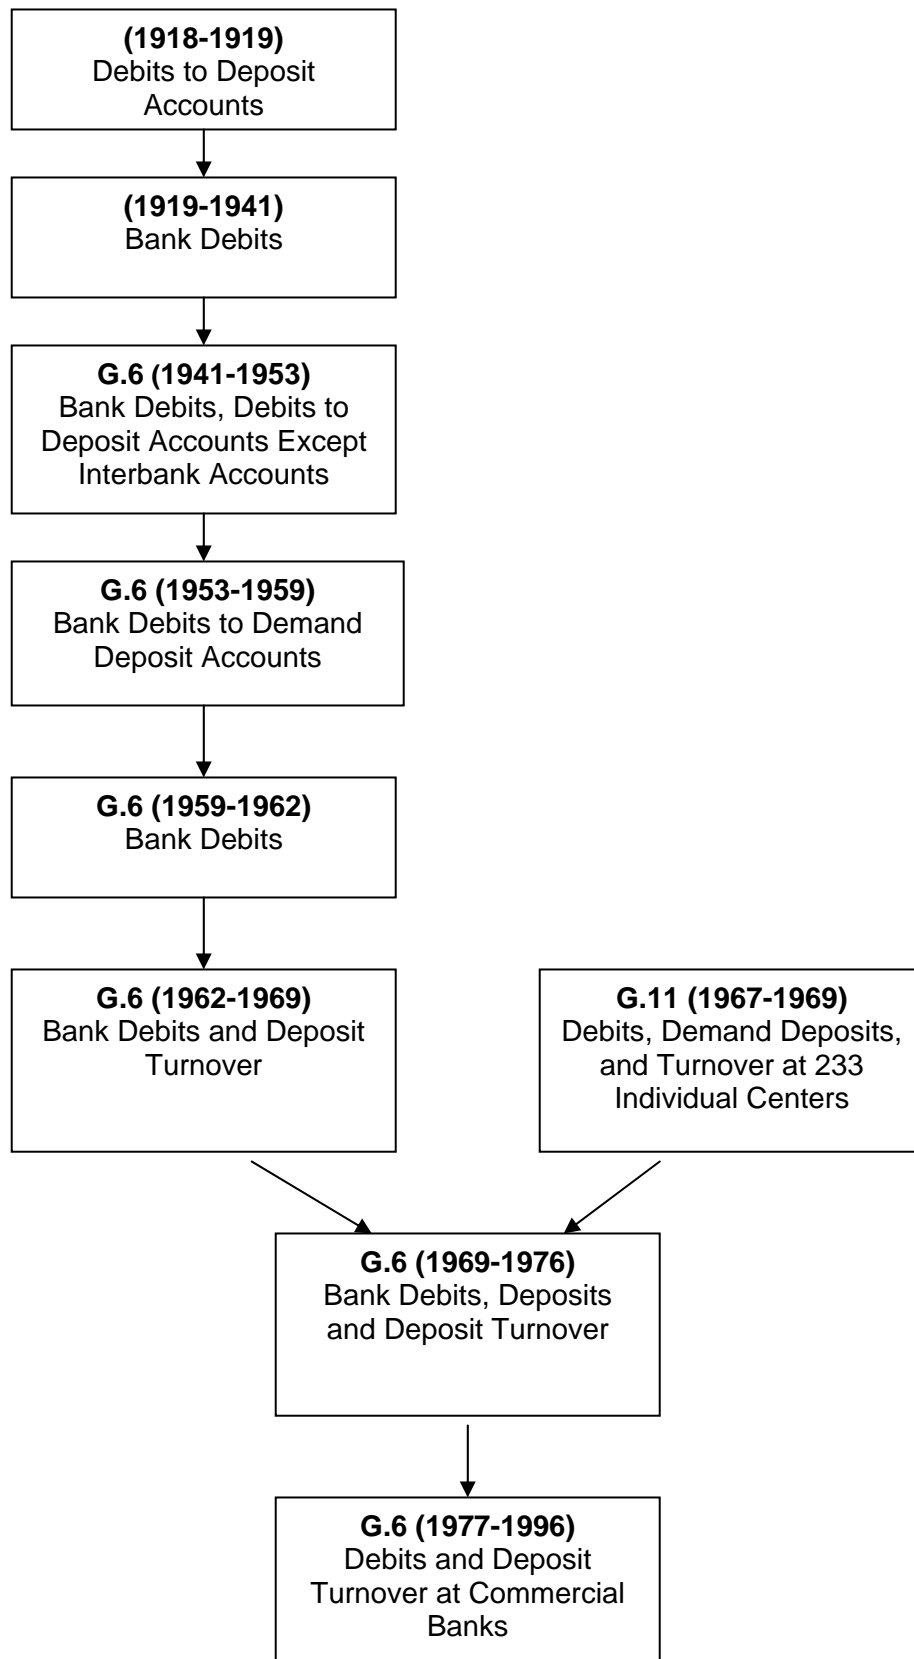 (1918-1919)
Debits to Deposit
Accounts
(1919-1941)
Bank Debits
G.6 (1941-1953)
Bank Debits, Debits to
Deposit Accounts Except
Interbank Accounts
G.6 (1953-1959)
Bank Debits to Demand
Deposit Accounts
G.6 (1959-1962)
Bank Debits
G.6 (1962-1969)
Bank Debits and Deposit
Turnover
G.11 (1967-1969)
Debits, Demand Deposits,
and Turnover at 233
Individual Centers
G.6 (1969-1976)
Bank Debits, Deposits
and Deposit Turnover
G.6 (1977-1996)
Debits and Deposit
Turnover at Commercial
Banks